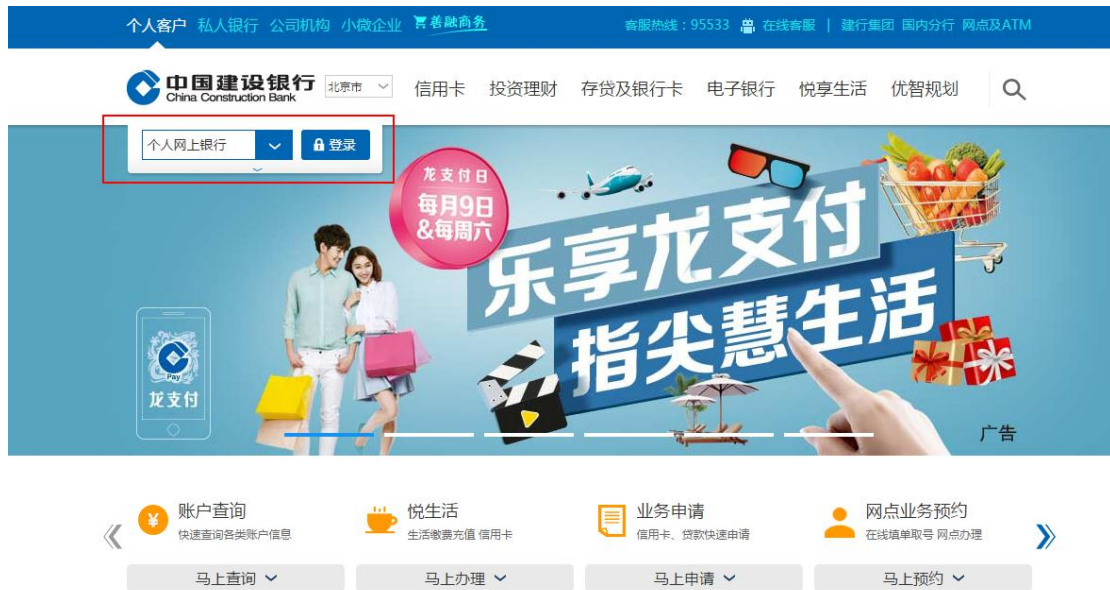 个人客户 私人银行 公司机构 小微企业 善融商务 客服热线：95533 在线客服 | 建行集团 国内分行 网点及ATM
中国建设银行 北京市 信用卡 投资理财 存贷及银行卡 电子银行 悦享生活 优智规划
China Construction Bank
个人网上银行 登录
龙支付日
每月9日
&每周六
乐享龙支付
指尖慧生活
Pay
龙支付
广告
账户查询 悦生活 业务申请 网点业务预约
快速查询各类账户信息 生活缴费充值 信用卡 信用卡、贷款快速申请 在线填单取号 网点办理
马上查询 马上办理 马上申请 马上预约